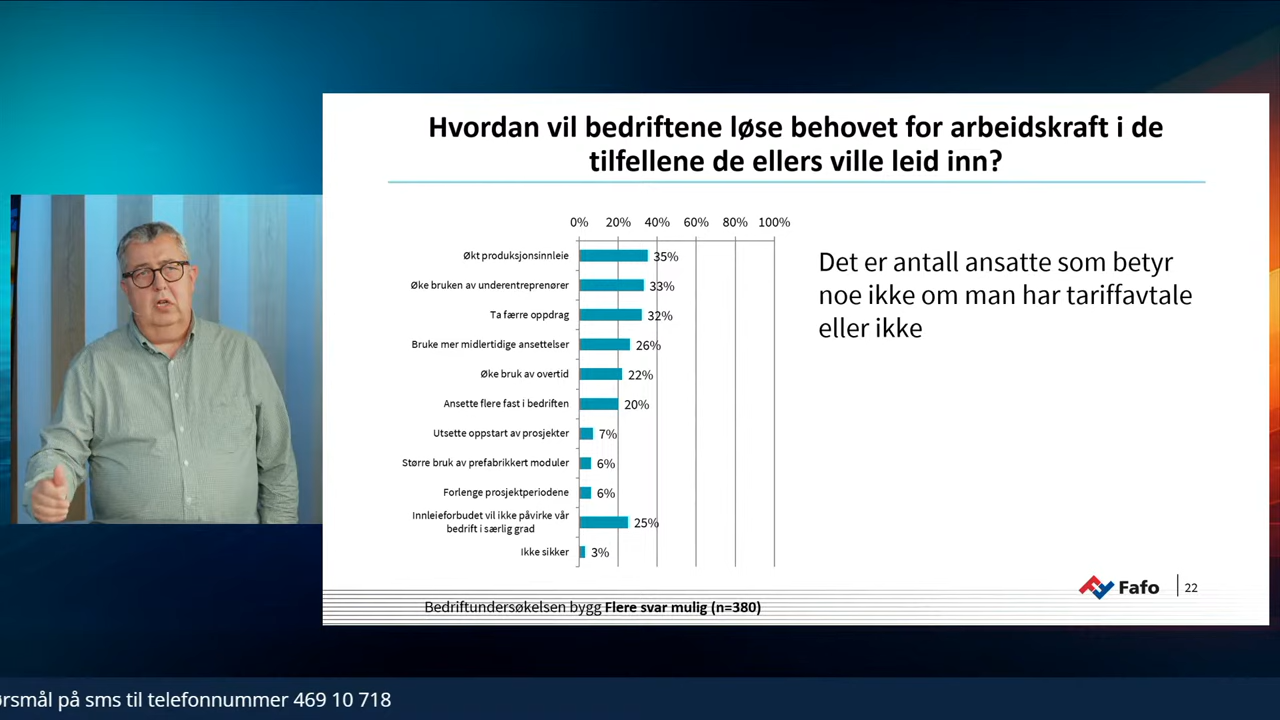 Hvordan vil bedriftene løse behovet for arbeidskraft i de
tilfellene de ellers ville leid inn?
0% 20% 40% 60% 80% 100%
Økt produksjonsinnleie 35%
Øke bruken av underentreprenører 33%
Ta færre oppdrag 32%
Bruke mer midlertidige ansettelser 26%
Øke bruk av overtid 22%
Ansette flere fast i bedriften 20%
Utsette oppstart av prosjekter 7%
Større bruk av prefabrikkert moduler 6%
Forlenge prosjektperiodene 6%
Innleieforbudet vil ikke påvirke vår
bedrift i særlig grad 25%
Ikke sikker 3%
Det er antall ansatte som betyr
noe ikke om man har tariffavtale
eller ikke
Fafo 22
Bedriftundersøkelsen bygg Flere svar mulig (n=380)
ørsmål på sms til telefonnummer 469 10 718